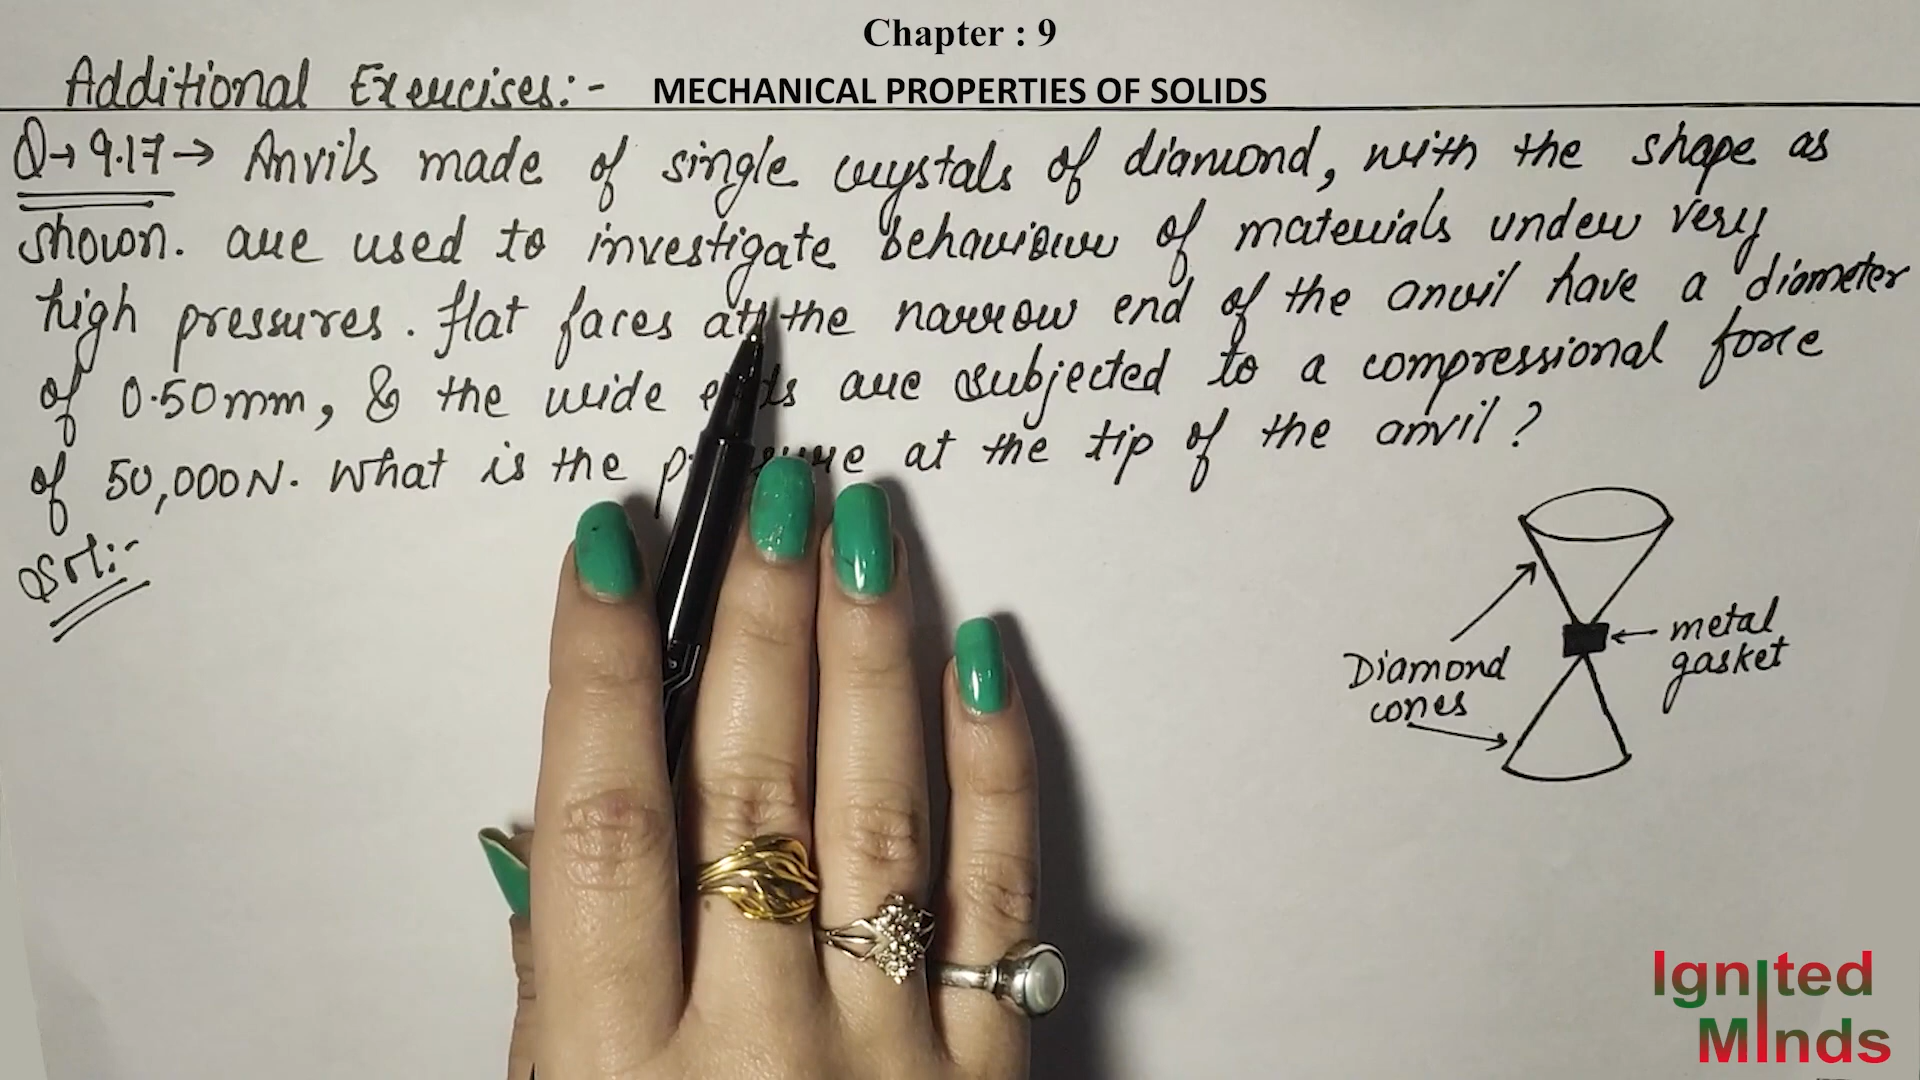 Chapter : 9
Additional Exercises:- MECHANICAL PROPERTIES OF SOLIDS
Q→9.17→ Anvils made of single crystals of diamond, with the shape as
shown. are used to investigate behaviour of materials under very
high pressures. flat faces at the narrow end of the anvil have a diameter
of 0.50mm, & the wide ends are subjected to a compressional force
of 50,000N. What is the pressure at the tip of the anvil?
Sol:-
metal
gasket
Diamond
cones
Ignited
Minds